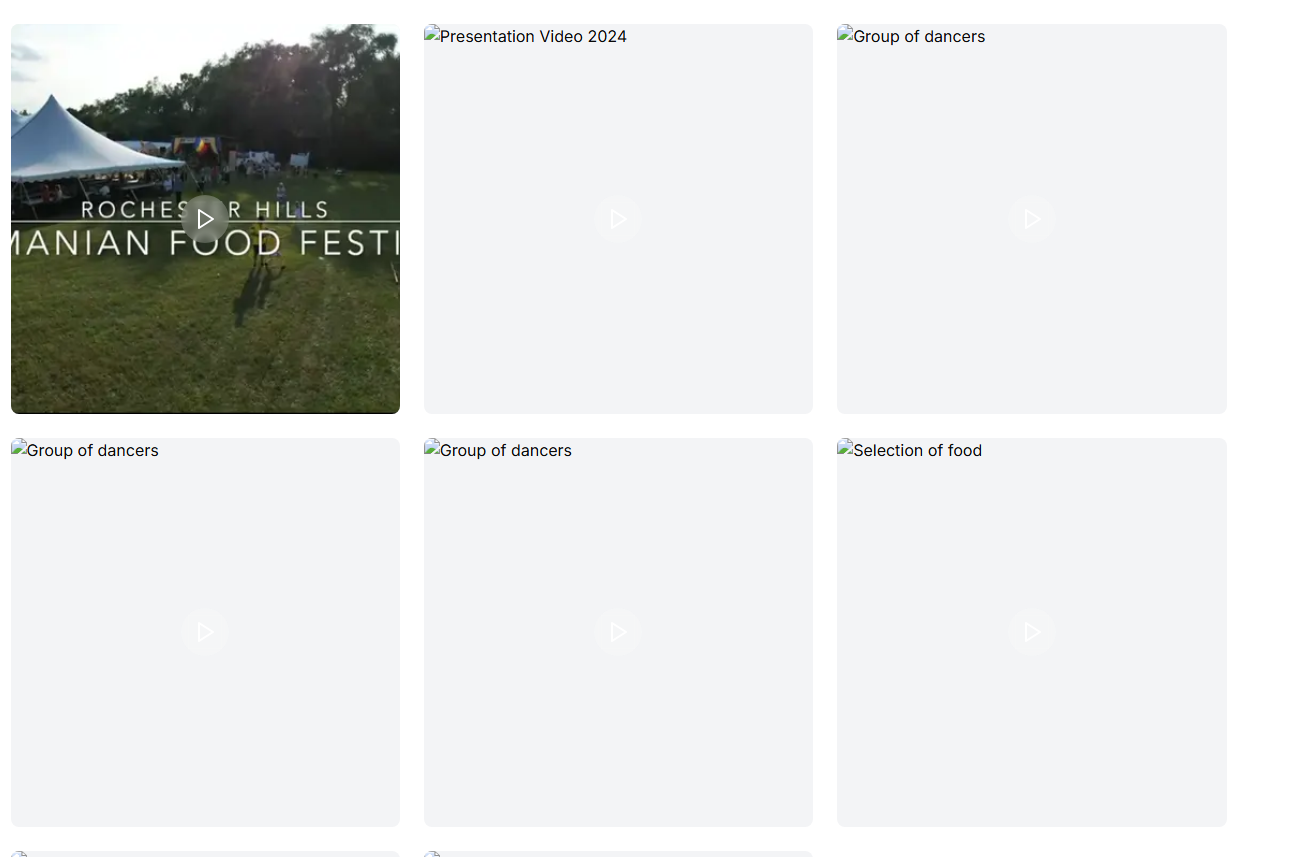 Presentation Video 2024
Group of dancers
ROCHES R HILLS
MANIAN FOOD FESTI
Group of dancers
Group of dancers
Selection of food